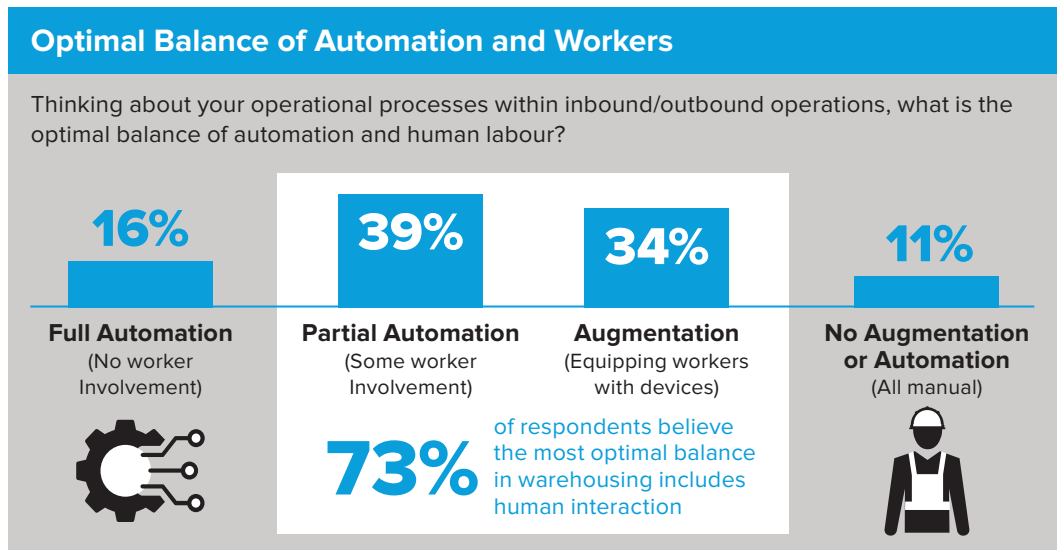 Optimal Balance of Automation and Workers
Thinking about your operational processes within inbound/outbound operations, what is the
optimal balance of automation and human labour?
16%
Full Automation
(No worker
Involvement)
39%
Partial Automation
(Some worker
Involvement)
34%
Augmentation
(Equipping workers
with devices)
11%
No Augmentation
or Automation
(All manual)
73%
of respondents believe
the most optimal balance
in warehousing includes
human interaction